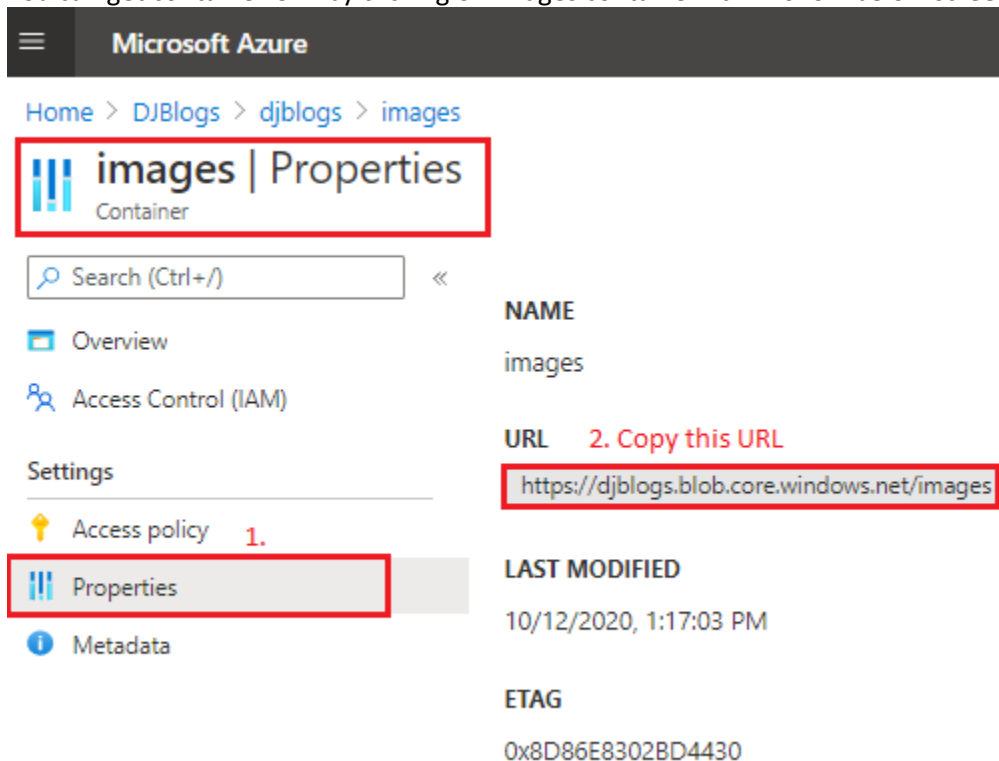 Microsoft Azure
Home > DJBlogs > djblogs > images
images | Properties
Container
Search (Ctrl+/)
«
Overview
Access Control (IAM)
Settings
Access policy
1.
Properties
Metadata
NAME
images
URL
2. Copy this URL
https://djblogs.blob.core.windows.net/images
LAST MODIFIED
10/12/2020, 1:17:03 PM
ETAG
0x8D86E8302BD4430